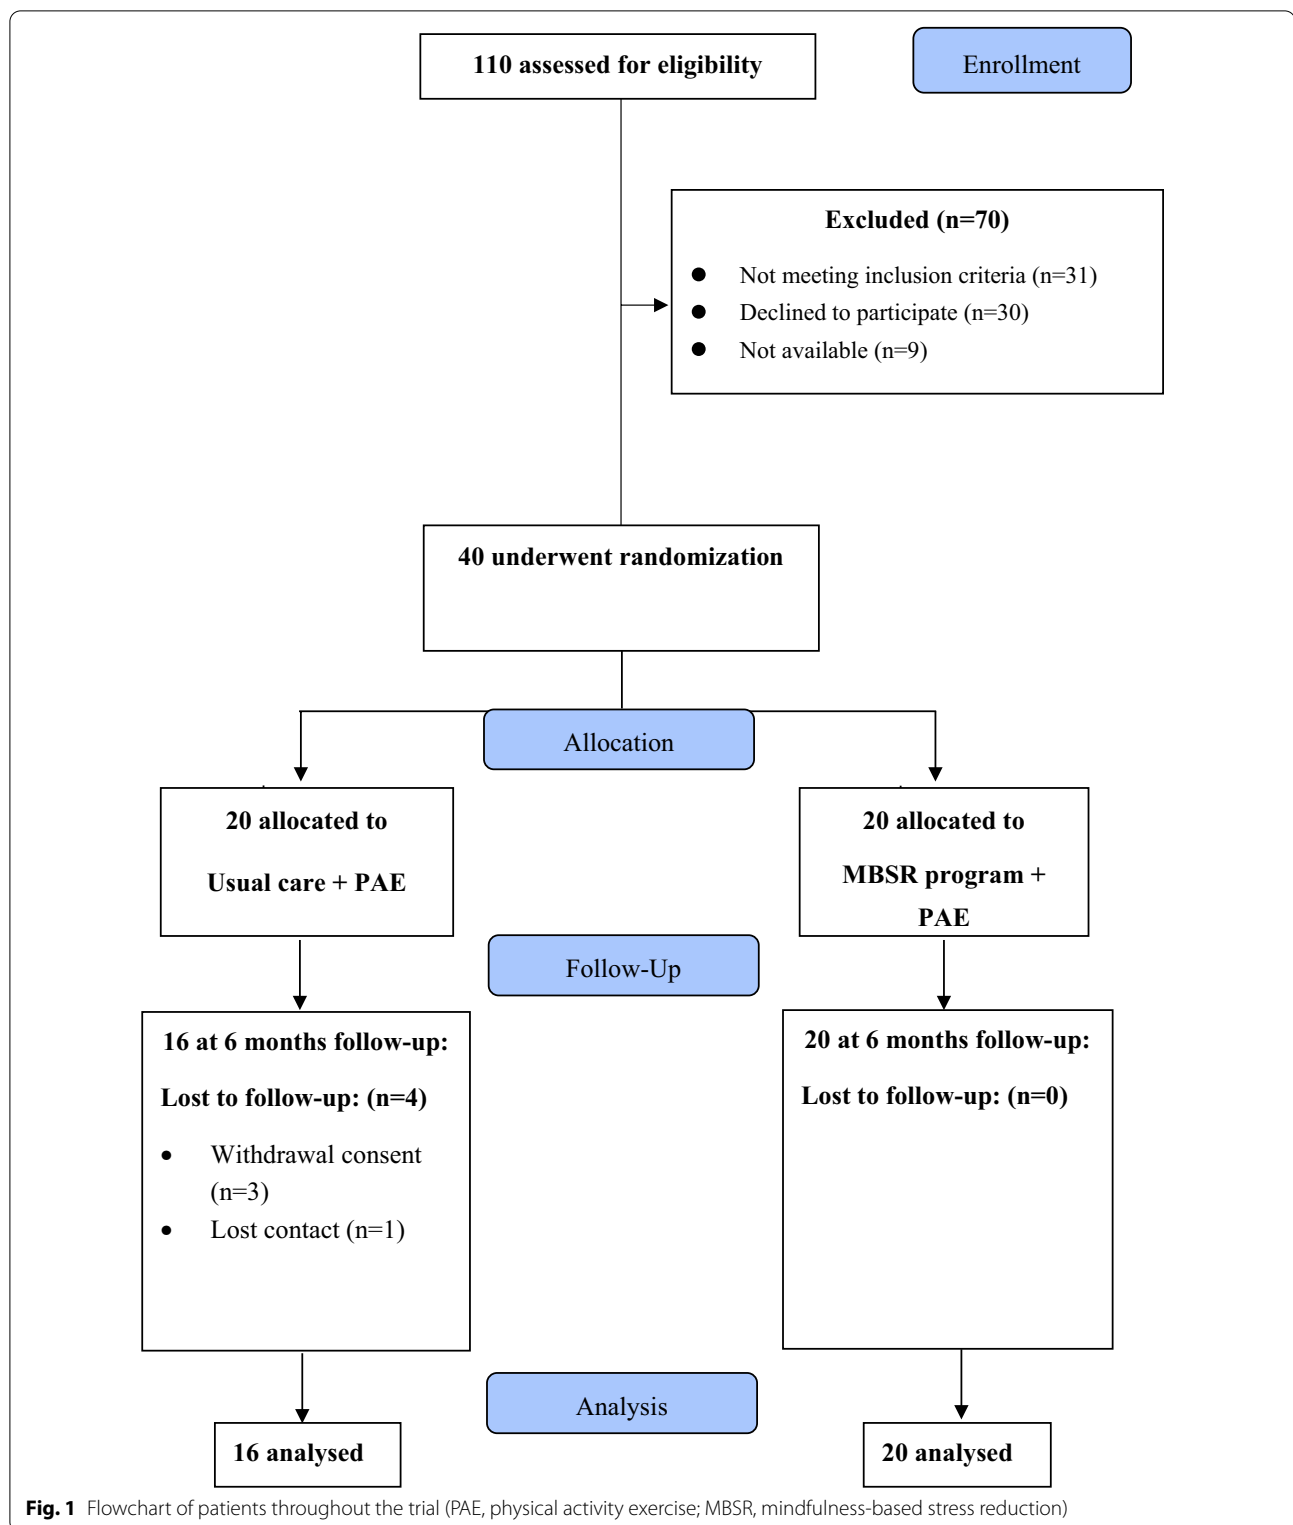 110 assessed for eligibility
Enrollment
Excluded (n=70)
● Not meeting inclusion criteria (n=31)
● Declined to participate (n=30)
● Not available (n=9)
40 underwent randomization
Allocation
20 allocated to
Usual care + PAE
20 allocated to
MBSR program +
PAE
Follow-Up
16 at 6 months follow-up:
Lost to follow-up: (n=4)
• Withdrawal consent
(n=3)
• Lost contact (n=1)
20 at 6 months follow-up:
Lost to follow-up: (n=0)
Analysis
16 analysed
20 analysed
Fig. 1 Flowchart of patients throughout the trial (PAE, physical activity exercise; MBSR, mindfulness-based stress reduction)